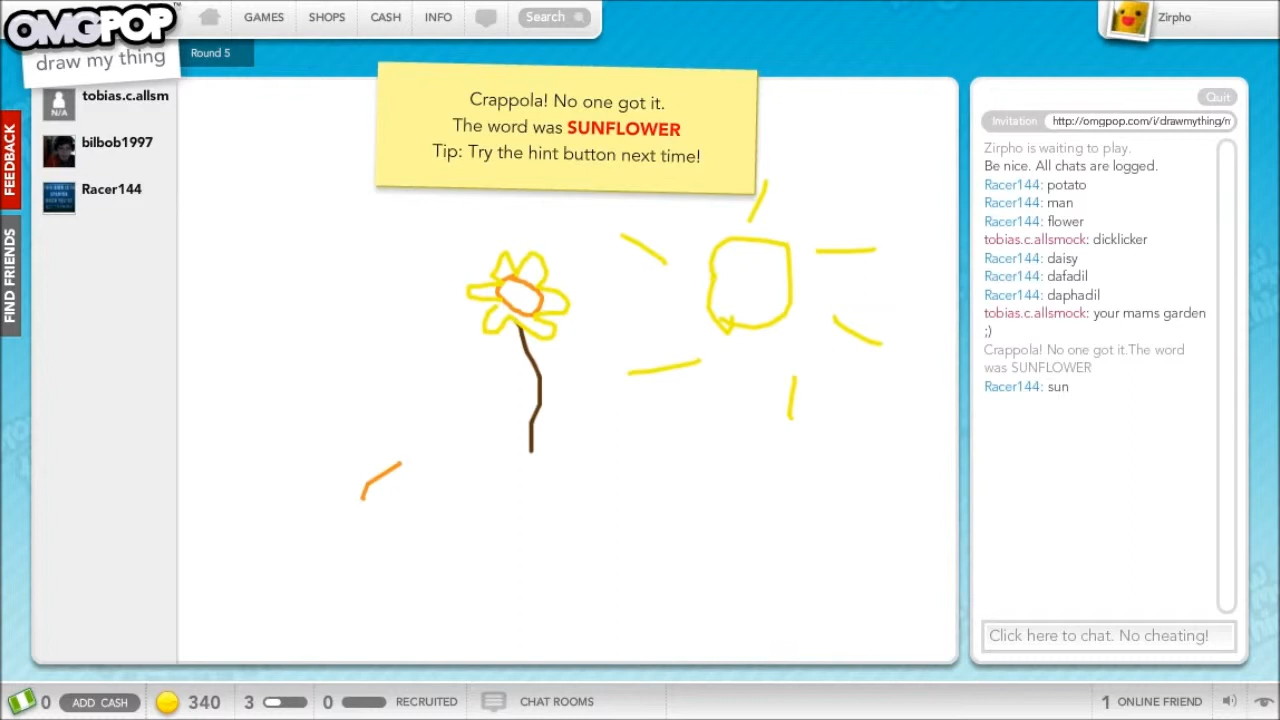 OMGPOP™
GAMES SHOPS CASH INFO Search
Zirpho
draw my thing
Round 5
FEEDBACK
FIND FRIENDS
N/A
tobias.c.allsm
bilbob1997
Racer144
Crappola! No one got it.
The word was SUNFLOWER
Tip: Try the hint button next time!
Quit
Invitation http://omgpop.com/i/drawmything/n
Zirpho is waiting to play.
Be nice. All chats are logged.
Racer144: potato
Racer144: man
Racer144: flower
tobias.c.allsmock: dicklicker
Racer144: daisy
Racer144: dafadil
Racer144: daphadil
tobias.c.allsmock: your mams garden
;)
Crappola! No one got it.The word
was SUNFLOWER
Racer144: sun
Click here to chat. No cheating!
0 ADD CASH 340 3 0 RECRUITED CHAT ROOMS 1 ONLINE FRIEND